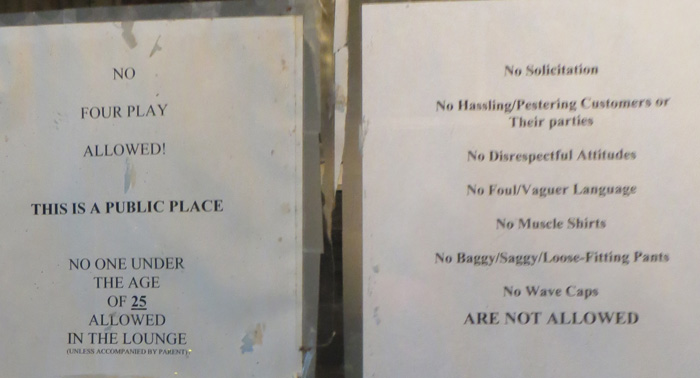 NO
FOUR PLAY
ALLOWED!
THIS IS A PUBLIC PLACE
NO ONE UNDER
THE AGE
OF 25
ALLOWED
IN THE LOUNGE
(UNLESS ACCOMPANIED BY PARENT)
No Solicitation
No Hassling/Pestering Customers or
Their parties
No Disrespectful Attitudes
No Foul/Vaguer Language
No Muscle Shirts
No Baggy/Saggy/Loose-Fitting Pants
No Wave Caps
ARE NOT ALLOWED